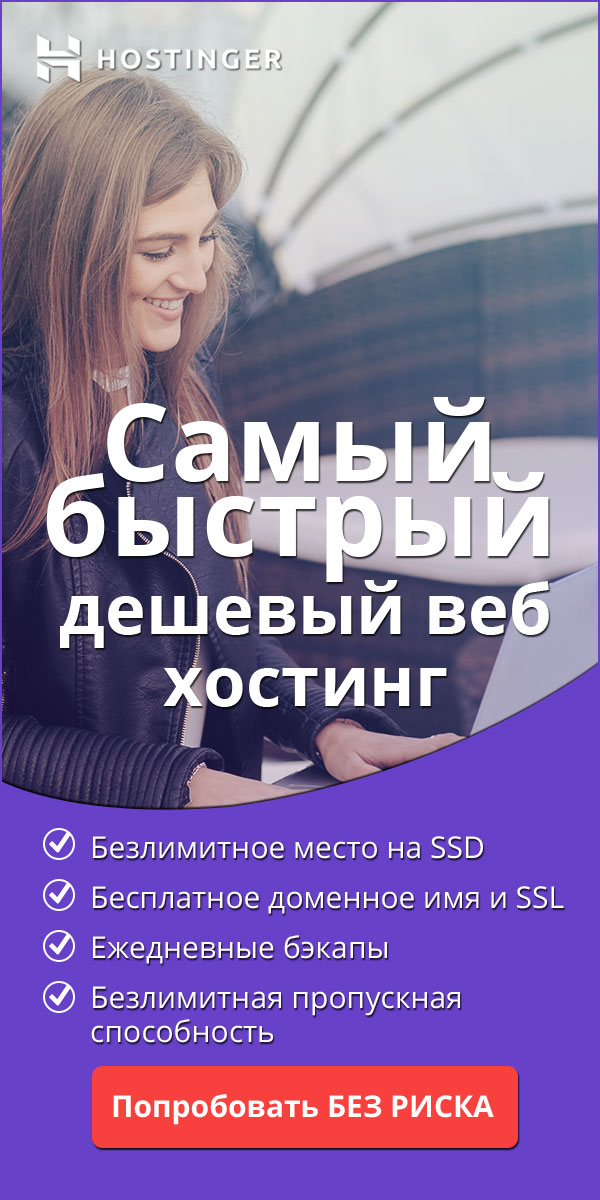 HOSTINGER
Самый
быстрый
дешевый веб
хостинг
Безлимитное место на SSD
Бесплатное доменное имя и SSL
Ежедневные бэкапы
Безлимитная пропускная
способность
Попробовать БЕЗ РИСКА